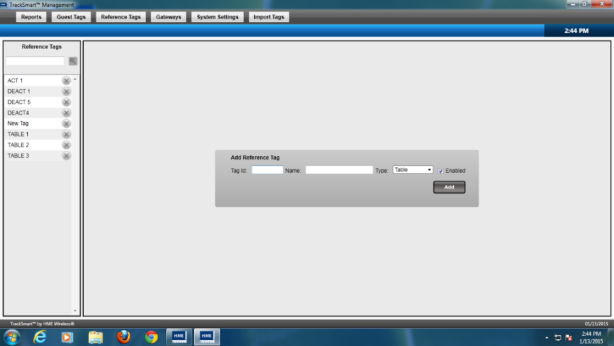 TrackSmart™ Management
Reports Guest Tags Reference Tags Gateways System Settings Import Tags
2:44 PM
Reference Tags
ACT 1
DEACT 1
DEACT 5
DEACT4
New Tag
TABLE 1
TABLE 2
TABLE 3
Add Reference Tag
Tag Id: Name: Type: Table Enabled
Add
TrackSmart™ by HME Wireless® 01/13/2015
HME HME
2:44 PM
1/13/2015